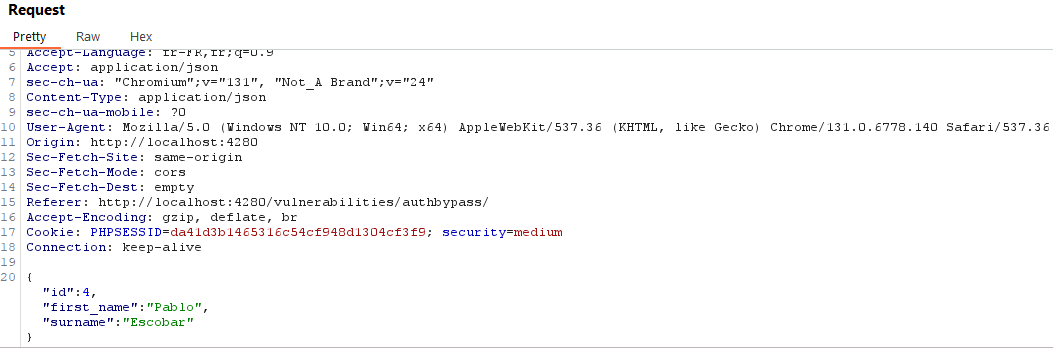 Request
Pretty Raw Hex
5 Accept-Language: fr-FR,fr;q=0.9
6 Accept: application/json
7 sec-ch-ua: "Chromium";v="131", "Not_A Brand";v="24"
8 Content-Type: application/json
9 sec-ch-ua-mobile: ?0
10 User-Agent: Mozilla/5.0 (Windows NT 10.0; Win64; x64) AppleWebKit/537.36 (KHTML, like Gecko) Chrome/131.0.6778.140 Safari/537.36
11 Origin: http://localhost:4280
12 Sec-Fetch-Site: same-origin
13 Sec-Fetch-Mode: cors
14 Sec-Fetch-Dest: empty
15 Referer: http://localhost:4280/vulnerabilities/authbypass/
16 Accept-Encoding: gzip, deflate, br
17 Cookie: PHPSESSID=da41d3b1465316c54cf948d1304cf3f9; security=medium
18 Connection: keep-alive
19
20 {
"id":4,
"first_name":"Pablo",
"surname":"Escobar"
}